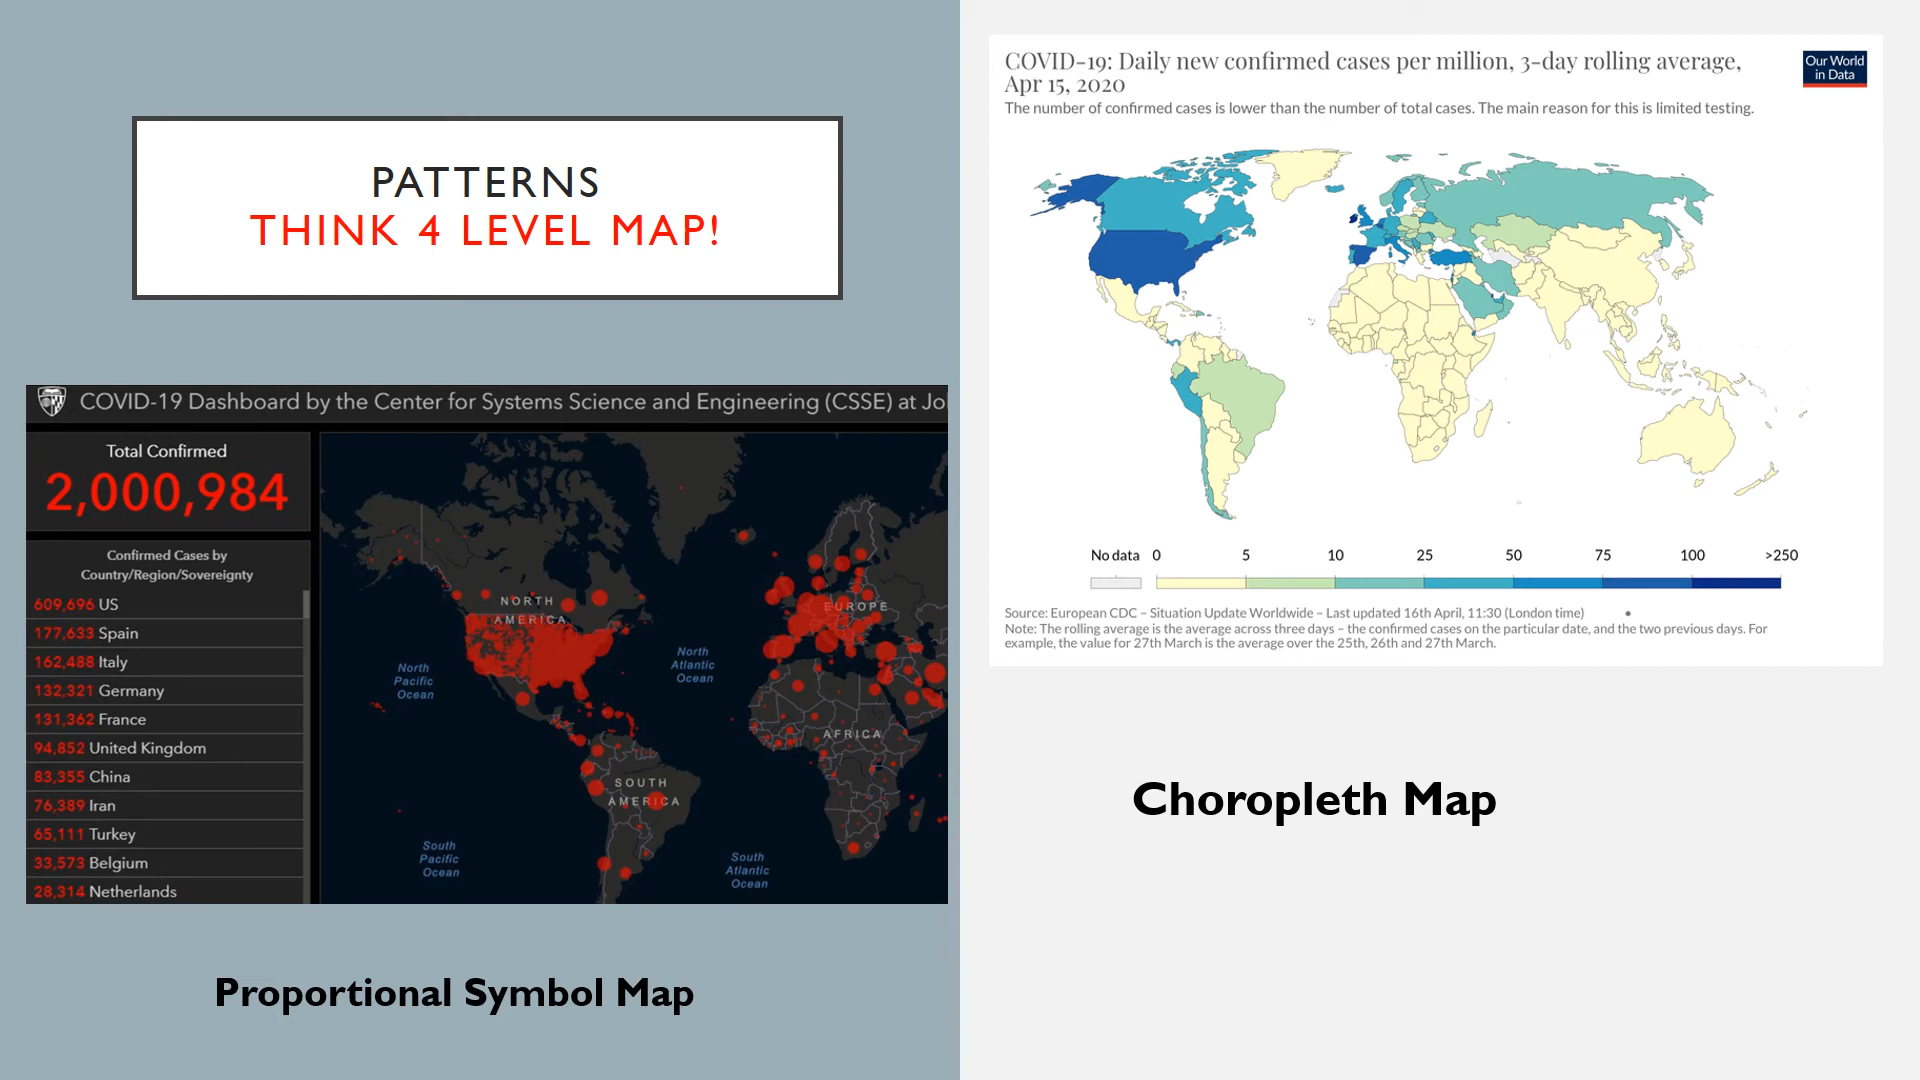 PATTERNS
THINK 4 LEVEL MAP!
COVID-19 Dashboard by the Center for Systems Science and Engineering (CSSE) at Jo
Total Confirmed
2,000,984
Confirmed Cases by
Country/Region/Sovereignty
609,696 US
177,633 Spain
162,488 Italy
132,321 Germany
131,362 France
94,852 United Kingdom
83,355 China
76,389 Iran
65,111 Turkey
33,573 Belgium
28,314 Netherlands
NORTH
AMERICA
EUROPE
North
Pacific
Ocean
North
Atlantic
Ocean
AFRICA
SOUTH
AMERICA
South
Pacific
Ocean
South
Atlantic
Ocean
Proportional Symbol Map
COVID-19: Daily new confirmed cases per million, 3-day rolling average,
Apr 15, 2020
Our World
in Data
The number of confirmed cases is lower than the number of total cases. The main reason for this is limited testing.
No data 0 5 10 25 50 75 100 >250
Source: European CDC – Situation Update Worldwide – Last updated 16th April, 11:30 (London time)
Note: The rolling average is the average across three days – the confirmed cases on the particular date, and the two previous days. For
example, the value for 27th March is the average over the 25th, 26th and 27th March.
Choropleth Map